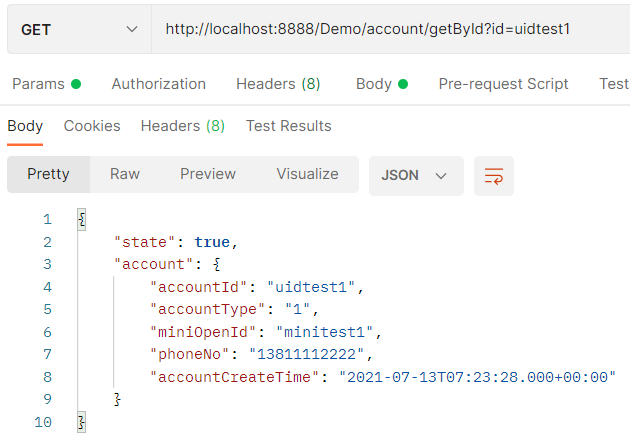 GET http://localhost:8888/Demo/account/getById?id=uidtest1
Params Authorization Headers (8) Body Pre-request Script Test
Body Cookies Headers (8) Test Results
Pretty Raw Preview Visualize JSON
1 {
2 "state": true,
3 "account": {
4 "accountId": "uidtest1",
5 "accountType": "1",
6 "miniOpenId": "minitest1",
7 "phoneNo": "13811112222",
8 "accountCreateTime": "2021-07-13T07:23:28.000+00:00"
9 }
10 }